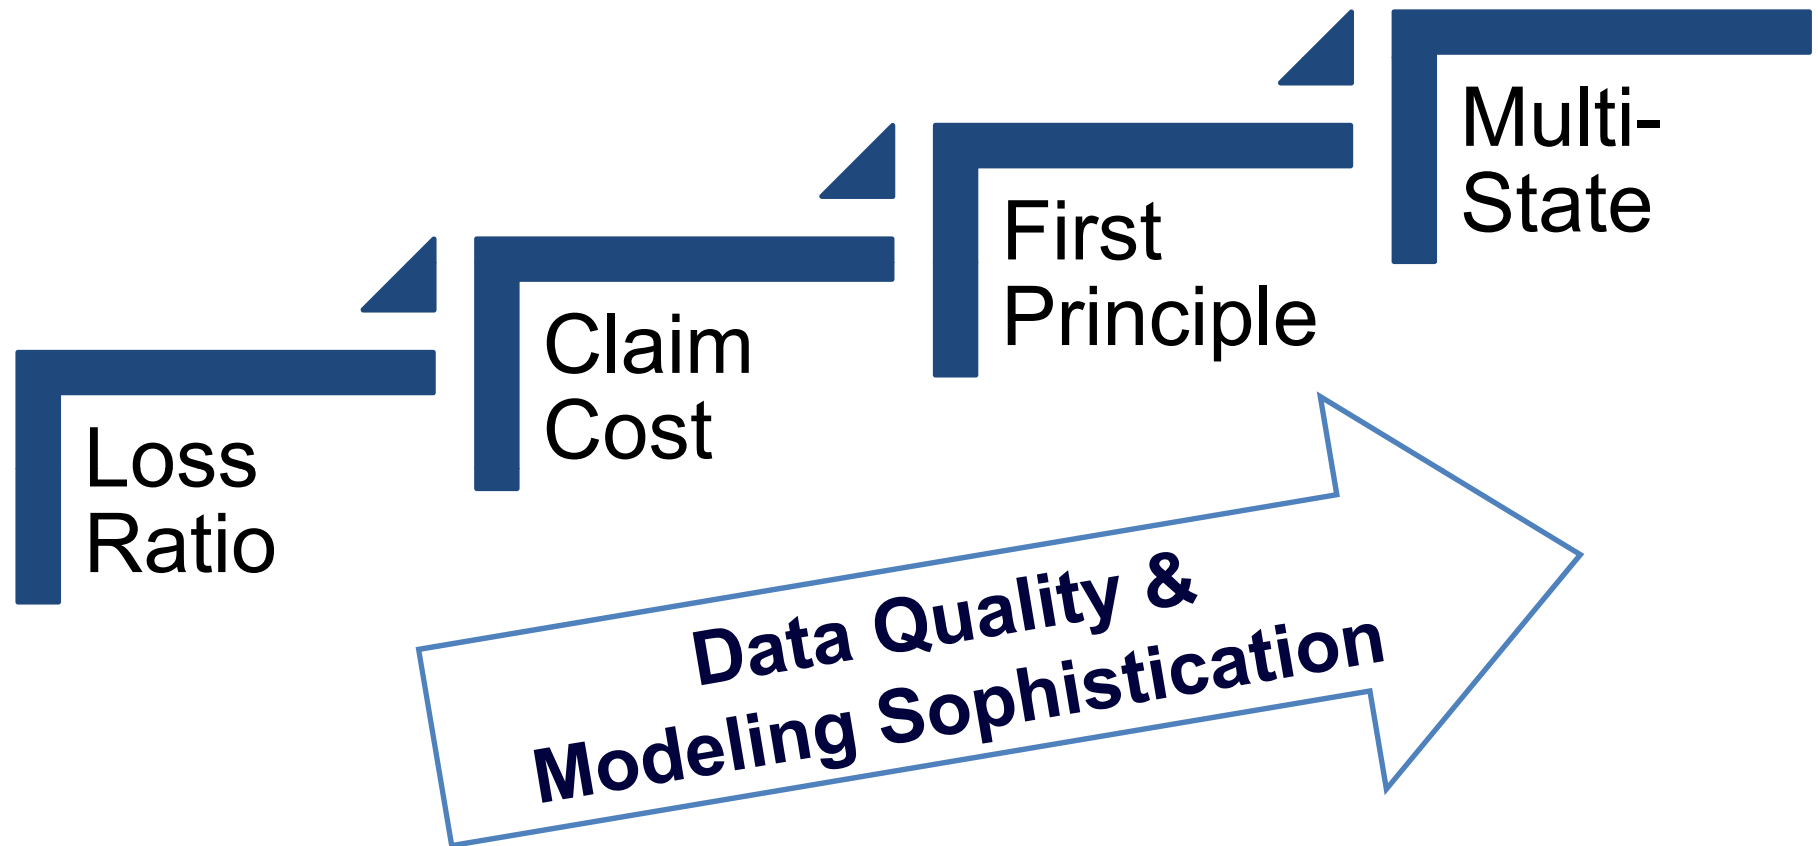 Loss
Ratio
Claim
Cost
First
Principle
Multi-
State
Data Quality &
Modeling Sophistication